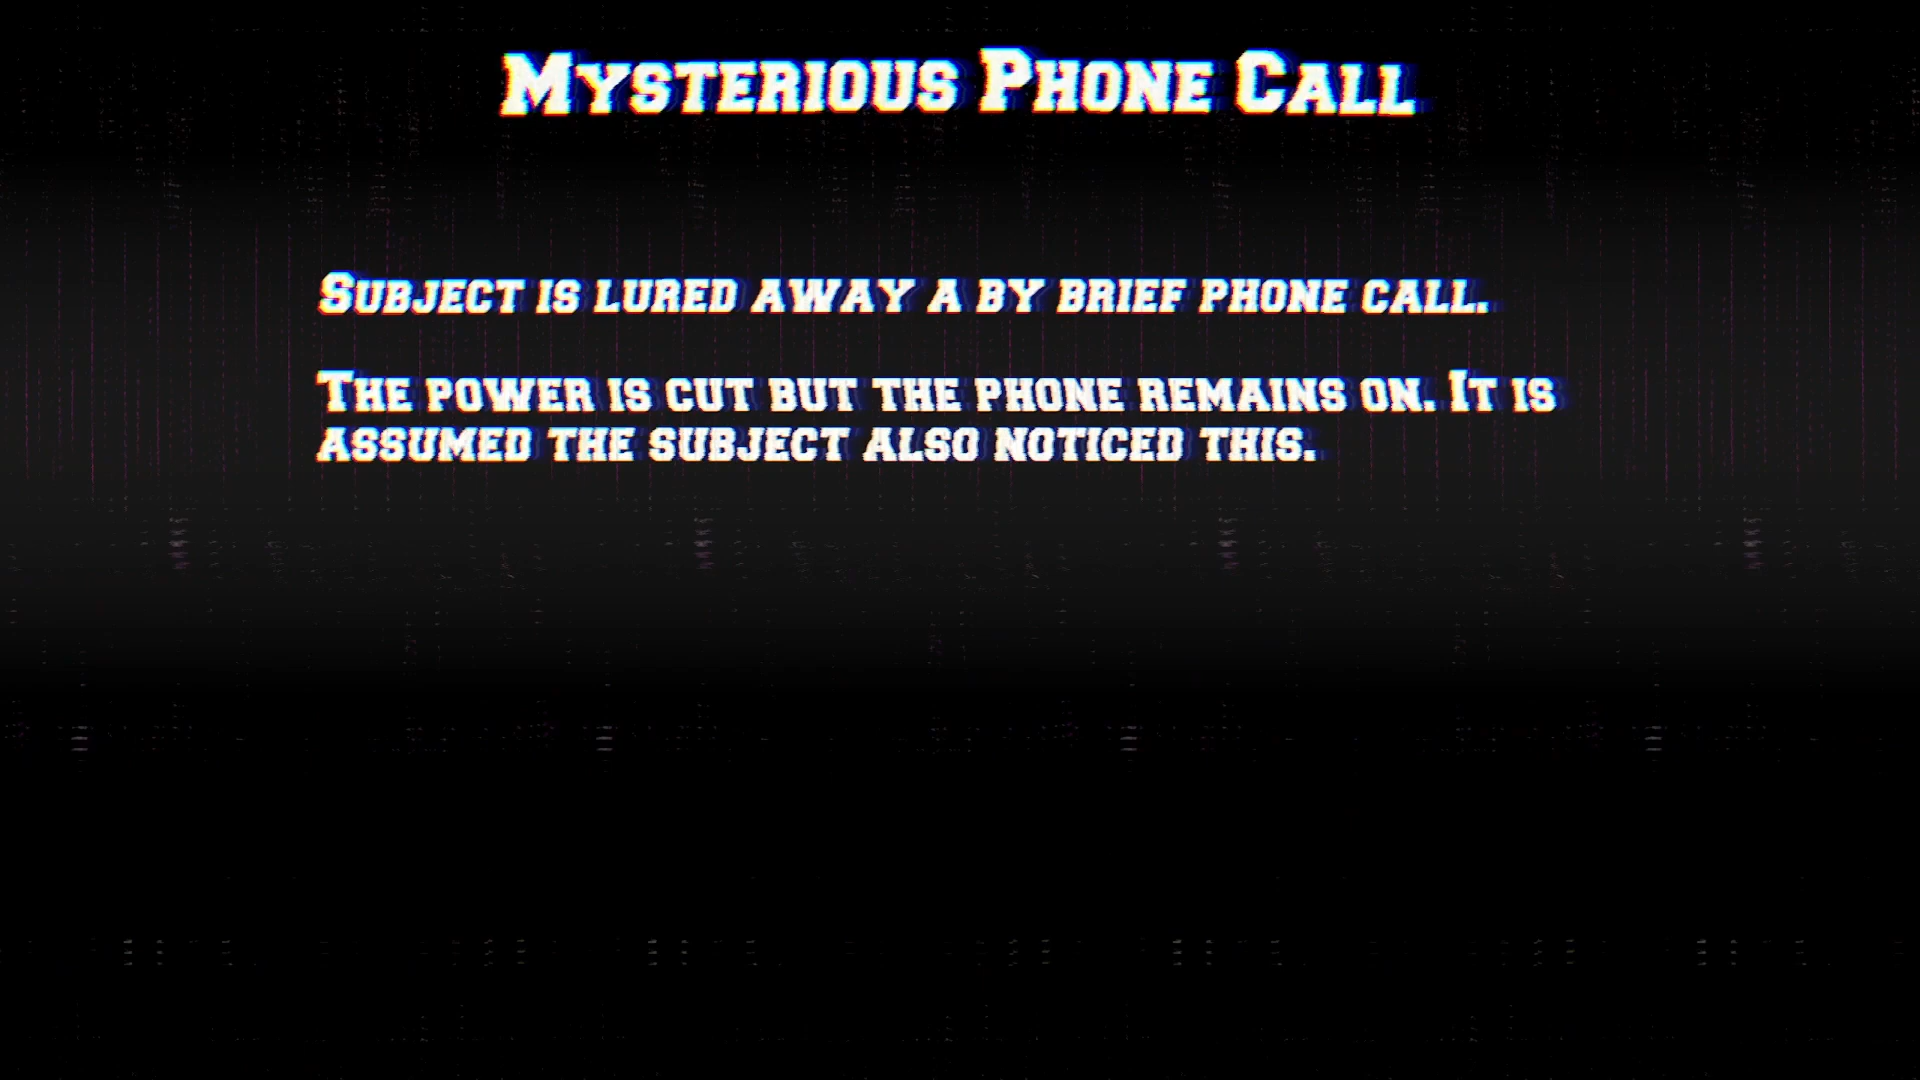 Mysterious Phone Call
Subject is lured away a by brief phone call.
The power is cut but the phone remains on. It is
assumed the subject also noticed this.